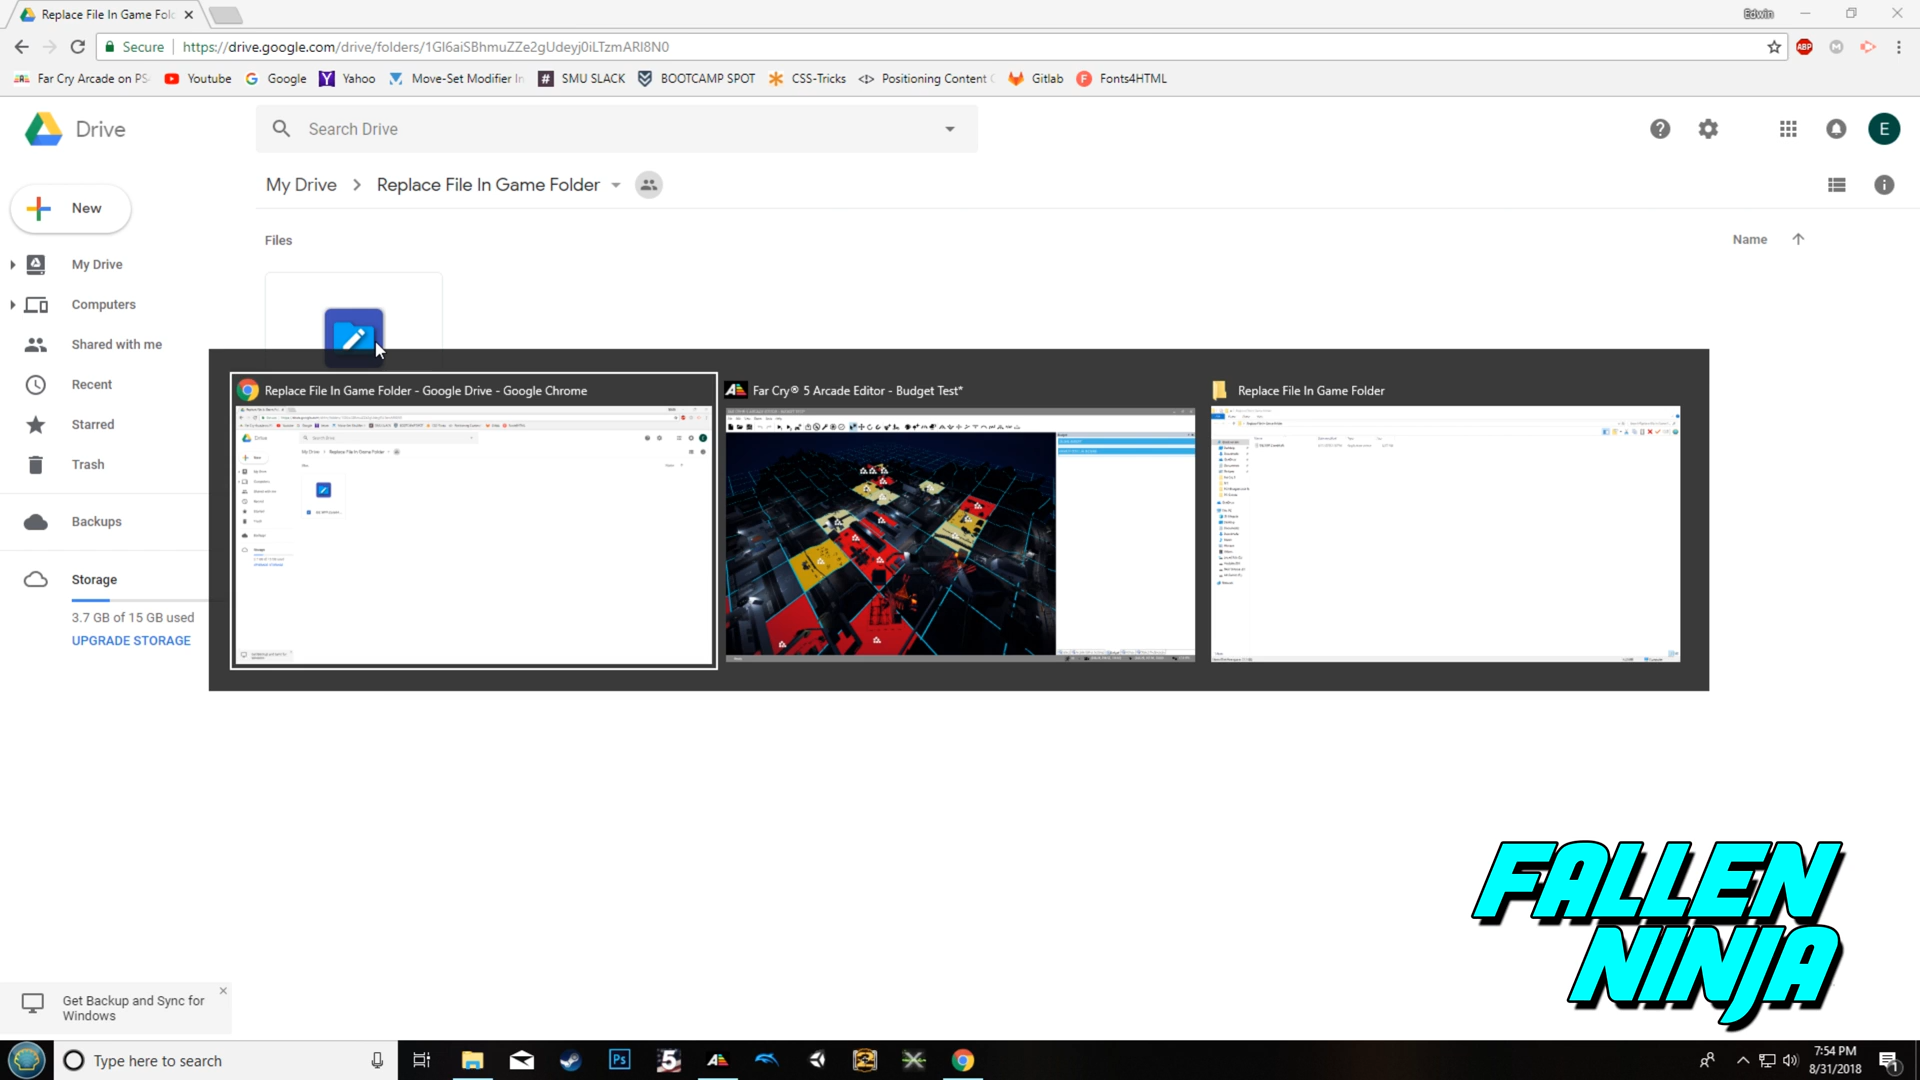 Replace File In Game Fol
Edwin
Secure
https://drive.google.com/drive/folders/1GI6aiSBhmuZZe2gUdeyj0iLTzmARl8N0
ABP
Far Cry Arcade on PS
Youtube
Google
Yahoo
Move-Set Modifier In
SMU SLACK
BOOTCAMP SPOT
CSS-Tricks
Positioning Content
Gitlab
Fonts4HTML
Drive
Search Drive
E
My Drive
Replace File In Game Folder
New
Files
Name
My Drive
Computers
Shared with me
Recent
Starred
Trash
Backups
Storage
3.7 GB of 15 GB used
UPGRADE STORAGE
Replace File In Game Folder - Google Drive - Google Chrome
Far Cry® 5 Arcade Editor - Budget Test*
Replace File In Game Folder
FALLEN
NINJA
Get Backup and Sync for
Windows
Type here to search
Ps
5
7:54 PM
8/31/2018
1